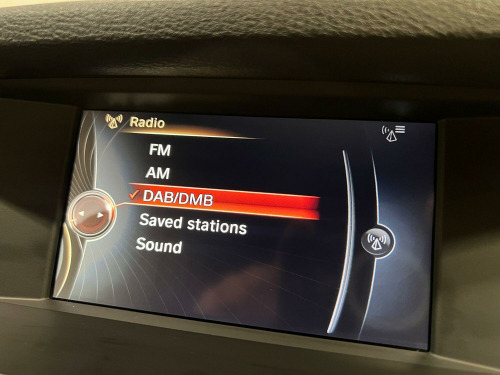 Radio
FM
AM
DAB/DMB
Saved stations
Sound